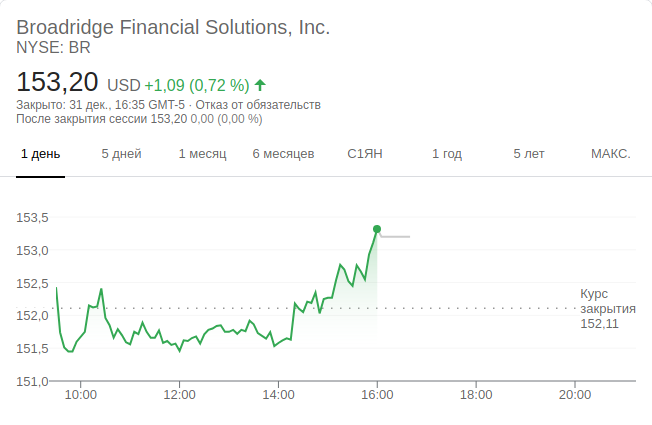 Broadridge Financial Solutions, Inc.
NYSE: BR
153,20 USD +1,09 (0,72 %)
Закрыто: 31 дек., 16:35 GMT-5 · Отказ от обязательств
После закрытия сессии 153,20 0,00 (0,00 %)
1 день 5 дней 1 месяц 6 месяцев С1ЯН 1 год 5 лет МАКС.
153,5
153,0
152,5
Курс
закрытия
152,11
152,0
151,5
151,0
10:00 12:00 14:00 16:00 18:00 20:00